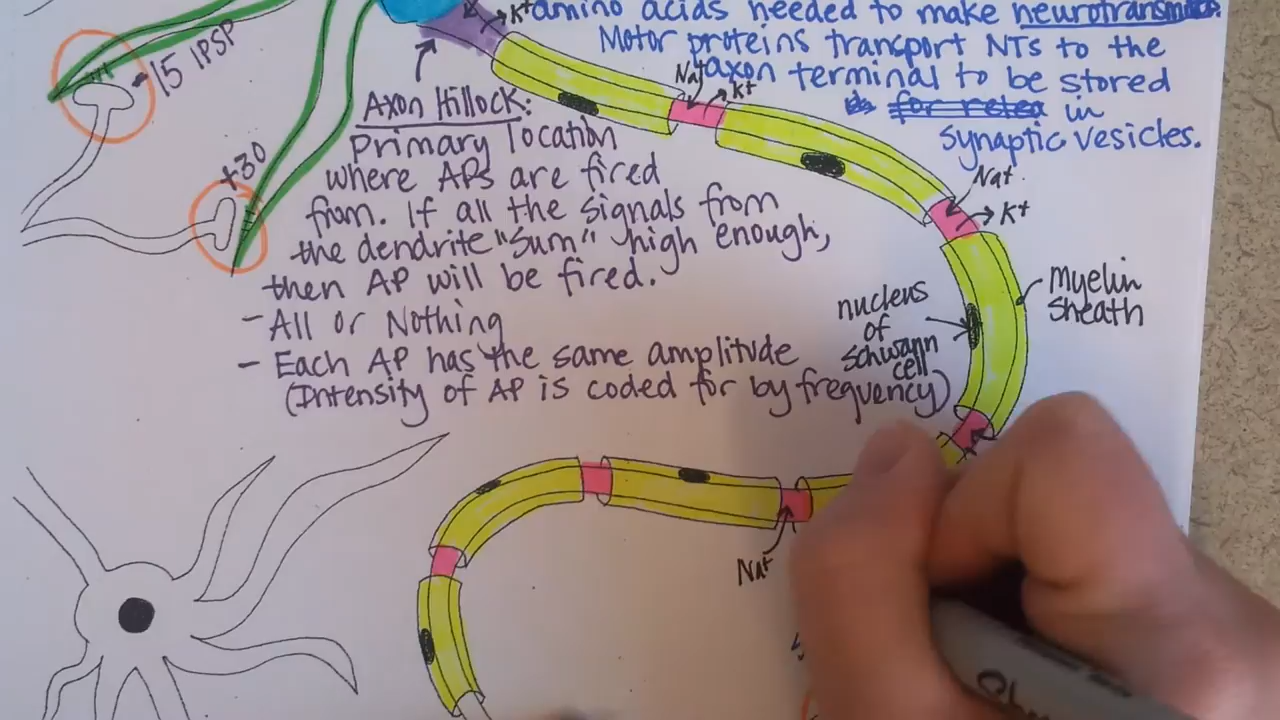 K+ amino acids needed to make neurotransm
Motor proteins transport NTs to the
axon terminal to be stored
for relea in
synaptic vesicles.
-15 IPSP
+30
Axon Hillock:
Primary location
where APs are fired
from. If all the signals from
the dendrite "Sum" high enough,
then AP will be fired.
- All or Nothing
- Each AP has the same amplitude
(Intensity of AP is coded for by frequency)
Na+
K+
Na+
K+
Myelin
Sheath
nucleus
of
Schwann
cell
Na+